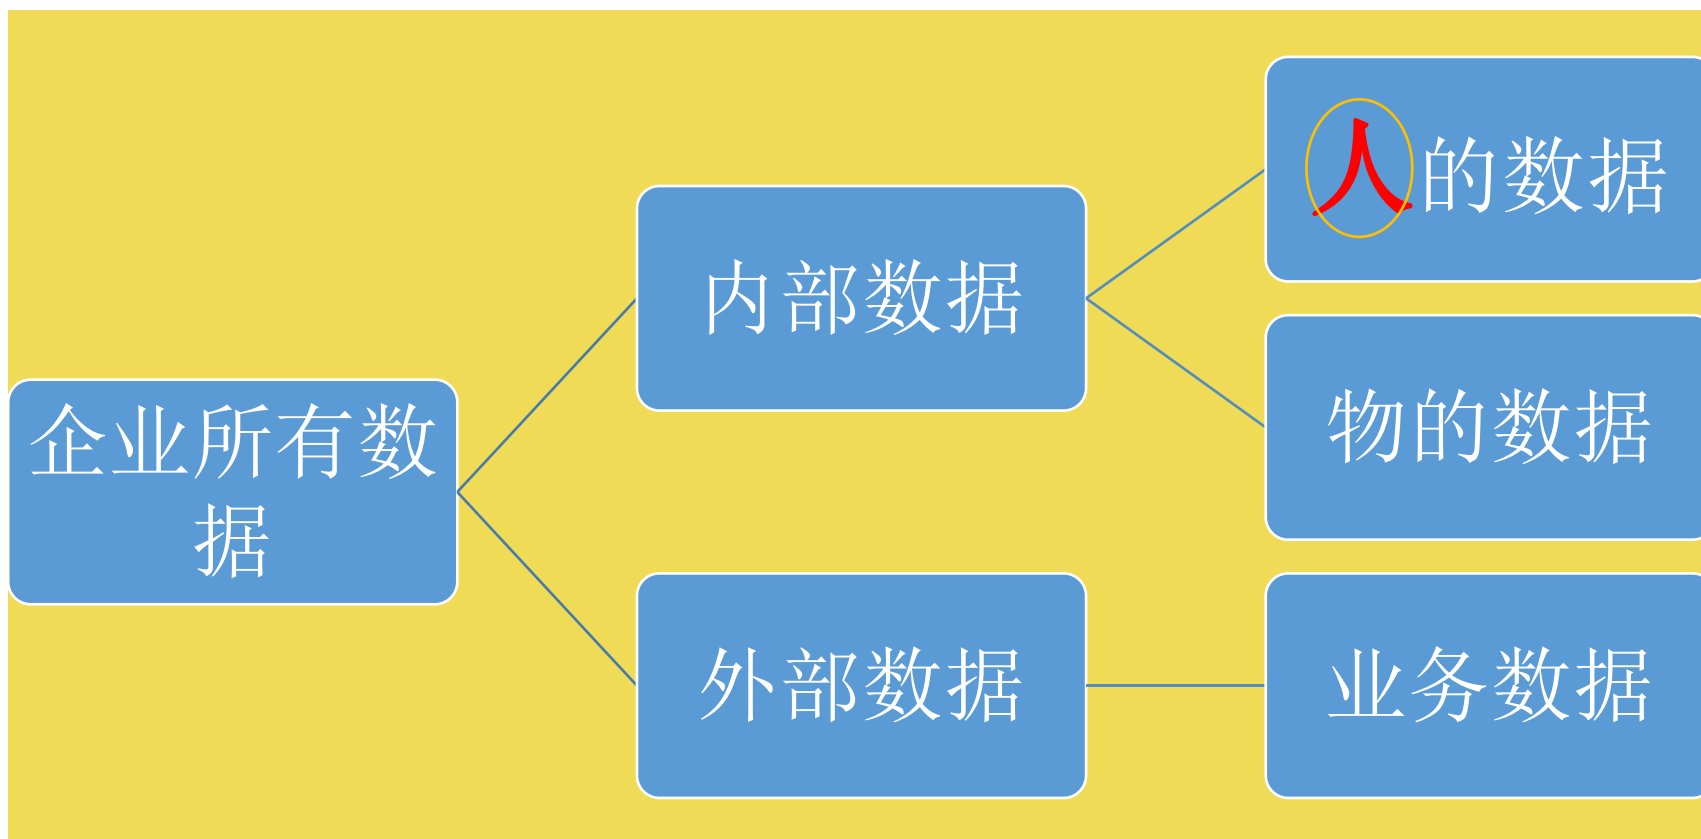 企业所有数
据
内部数据
外部数据
人的数据
物的数据
业务数据